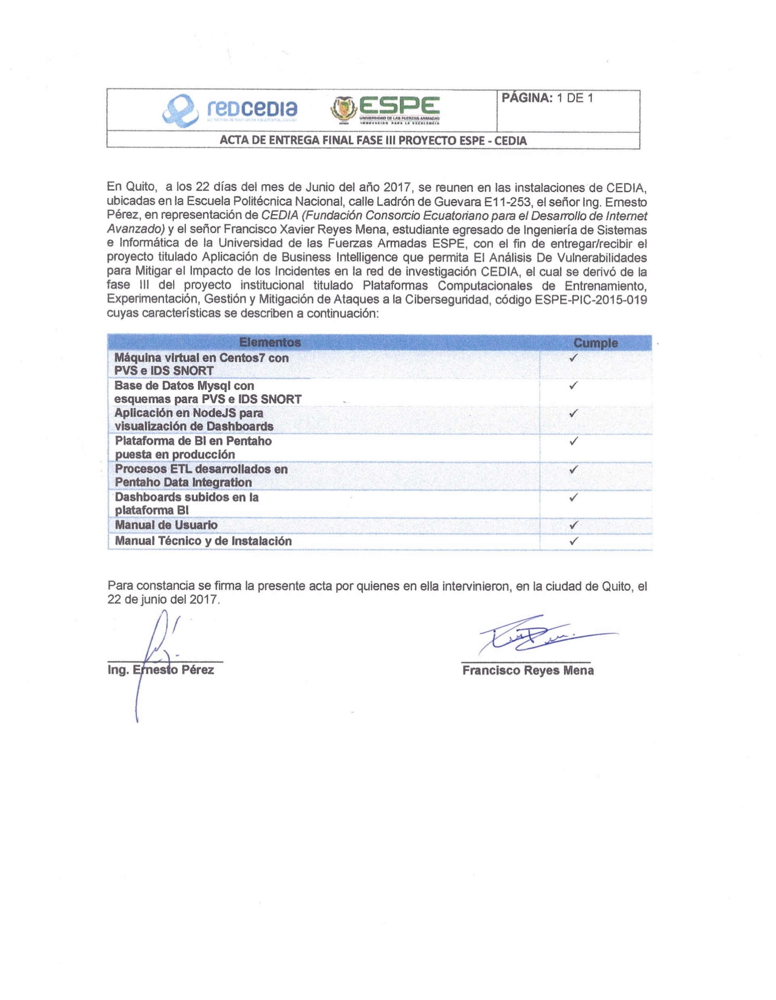 redcedia
ESPE
UNIVERSIDAD DE LAS FUERZAS ARMADAS
INNOVACIÓN PARA LA EXCELENCIA
PÁGINA: 1 DE 1
ACTA DE ENTREGA FINAL FASE III PROYECTO ESPE - CEDIA
En Quito, a los 22 días del mes de Junio del año 2017, se reunen en las instalaciones de CEDIA,
ubicadas en la Escuela Politécnica Nacional, calle Ladrón de Guevara E11-253, el señor Ing. Ernesto
Pérez, en representación de CEDIA (Fundación Consorcio Ecuatoriano para el Desarrollo de Internet
Avanzado) y el señor Francisco Xavier Reyes Mena, estudiante egresado de Ingeniería de Sistemas
e Informática de la Universidad de las Fuerzas Armadas ESPE, con el fin de entregar/recibir el
proyecto titulado Aplicación de Business Intelligence que permita El Análisis De Vulnerabilidades
para Mitigar el Impacto de los Incidentes en la red de investigación CEDIA, el cual se derivó de la
fase III del proyecto institucional titulado Plataformas Computacionales de Entrenamiento,
Experimentación, Gestión y Mitigación de Ataques a la Ciberseguridad, código ESPE-PIC-2015-019
cuyas características se describen a continuación:
Elementos Cumple
Máquina virtual en Centos7 con ✓
PVS e IDS SNORT
Base de Datos Mysql con ✓
esquemas para PVS e IDS SNORT
Aplicación en NodeJS para ✓
visualización de Dashboards
Plataforma de BI en Pentaho ✓
puesta en producción
Procesos ETL desarrollados en ✓
Pentaho Data Integration
Dashboards subidos en la ✓
plataforma BI
Manual de Usuario ✓
Manual Técnico y de Instalación ✓
Para constancia se firma la presente acta por quienes en ella intervinieron, en la ciudad de Quito, el
22 de junio del 2017.
Ing. Ernesto Pérez
Francisco Reyes Mena